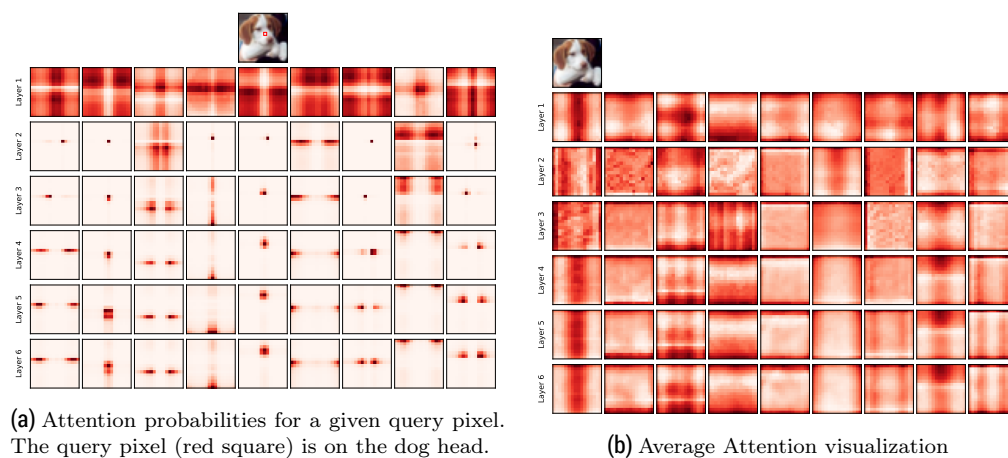 Layer 1
Layer 2
Layer 3
Layer 4
Layer 5
Layer 6
(a) Attention probabilities for a given query pixel.
The query pixel (red square) is on the dog head.
Layer 1
Layer 2
Layer 3
Layer 4
Layer 5
Layer 6
(b) Average Attention visualization